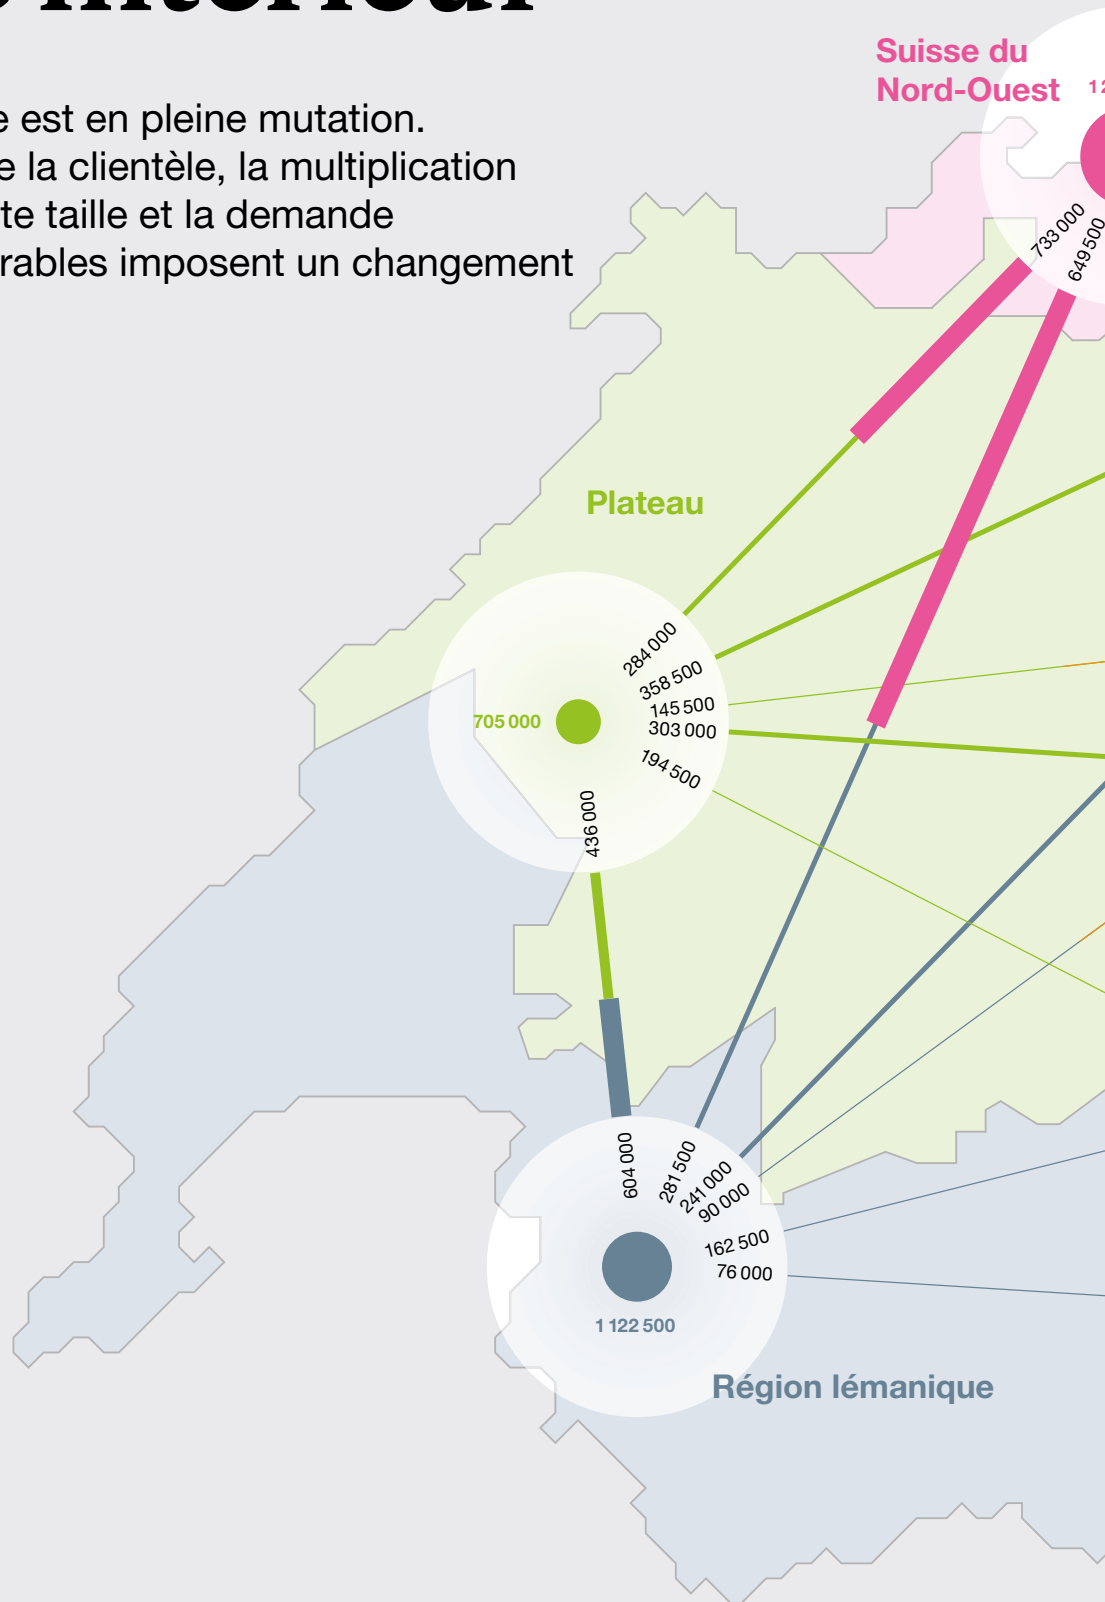 est en pleine mutation.
la clientèle, la multiplication
taille et la demande
imposent un changement
Suisse du
Nord-Ouest
733 000
649 500
Plateau
284 000
358 500
145 500
303 000
194 500
705 000
436 000
604 000
281 500
241 000
90 000
162 500
76 000
1 122 500
Région lémanique